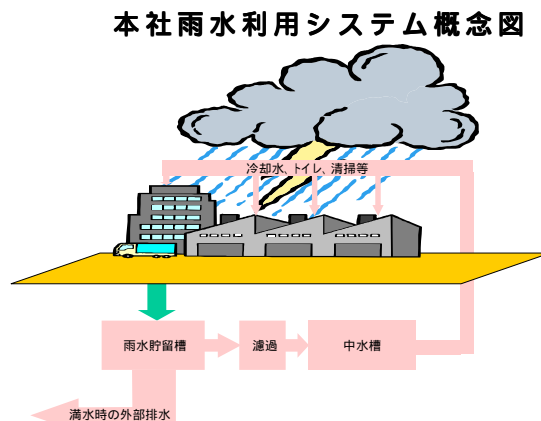 本社雨水利用システム概念図
冷却水、トイレ、清掃等
雨水貯留槽
濾過
中水槽
満水時の外部排水